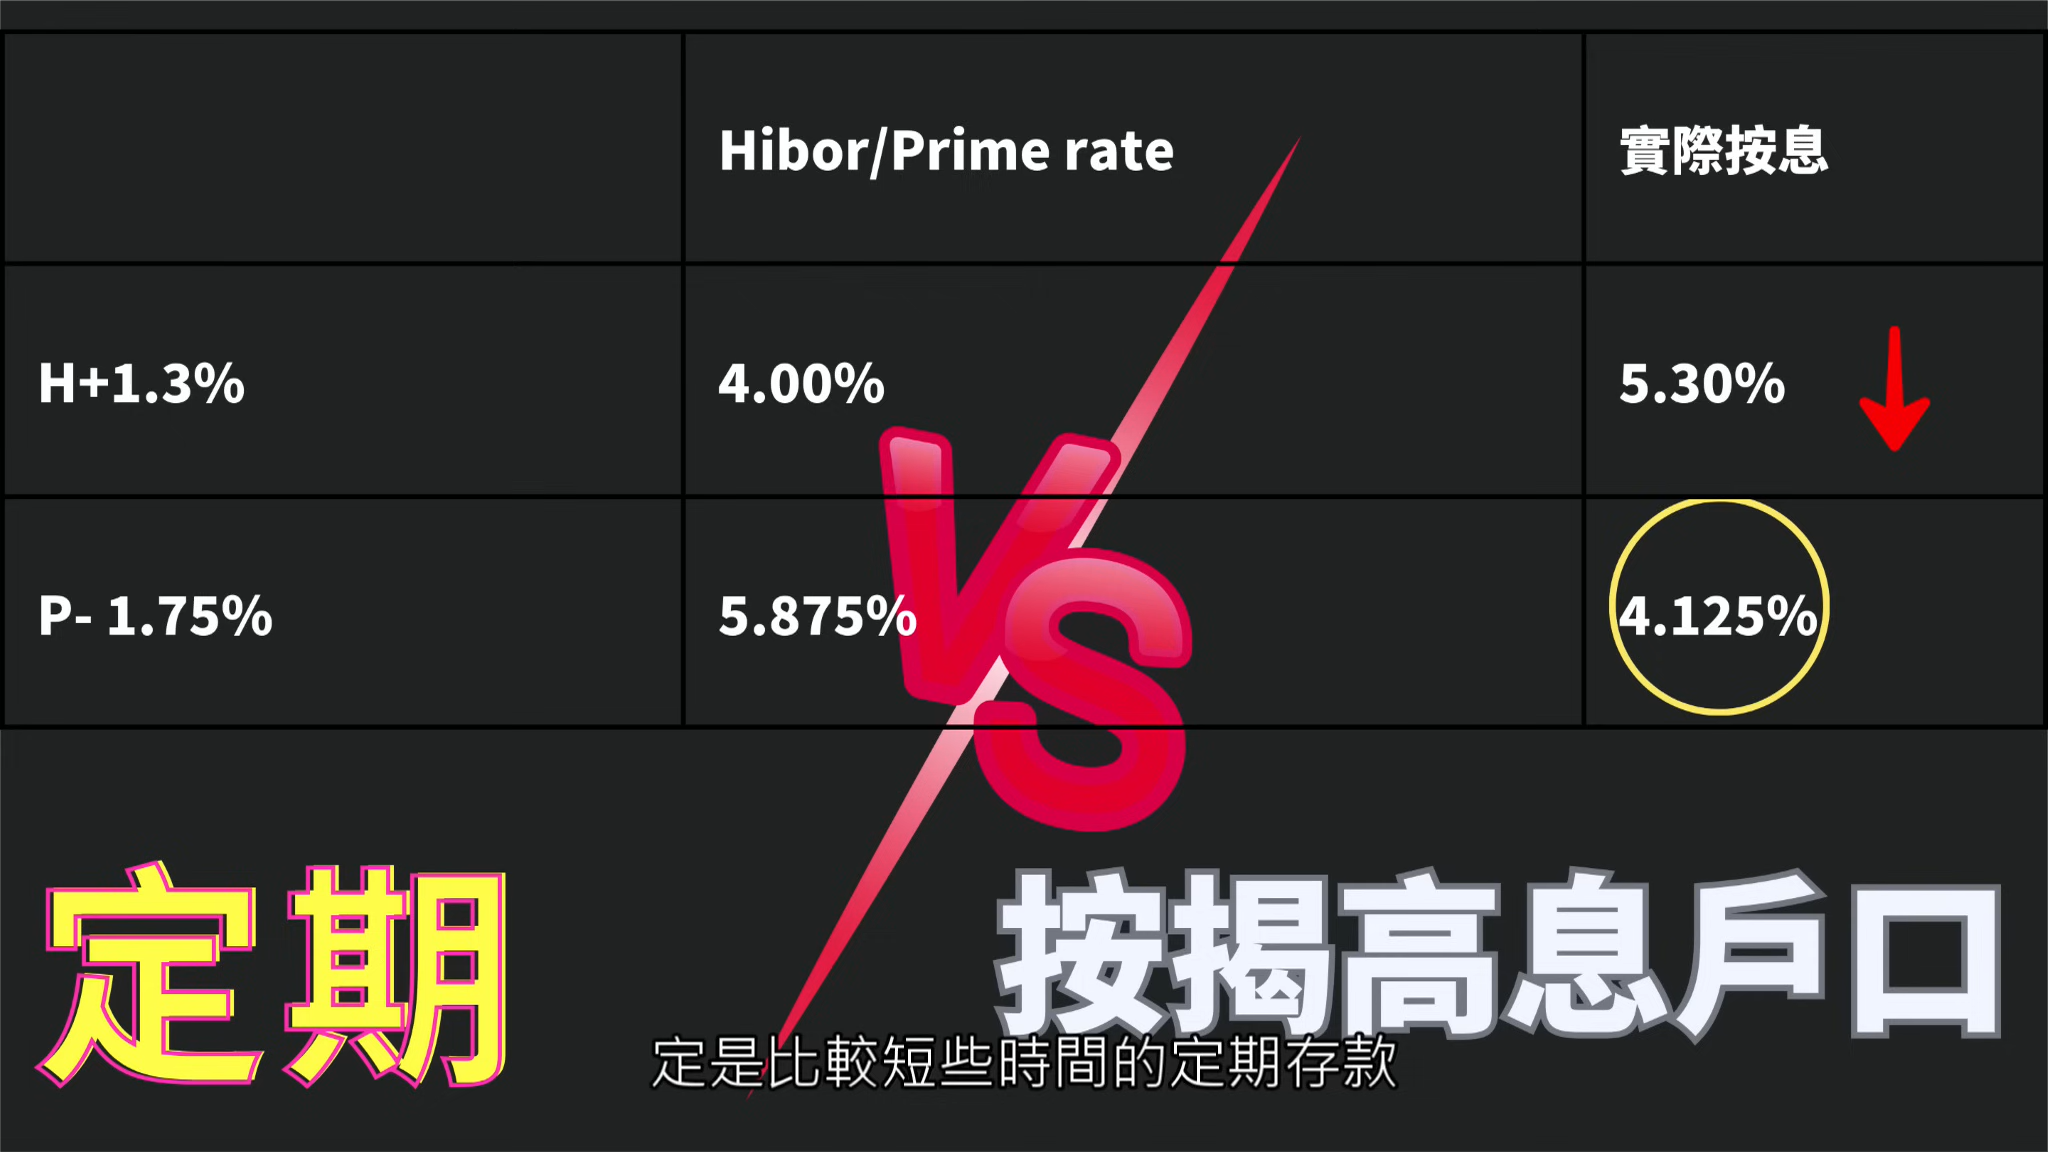 Hibor/Prime rate
實際按息
H+1.3%
4.00%
5.30%
P- 1.75%
5.875%
4.125%
VS
定期
按揭高息戶口
定是比較短些時間的定期存款